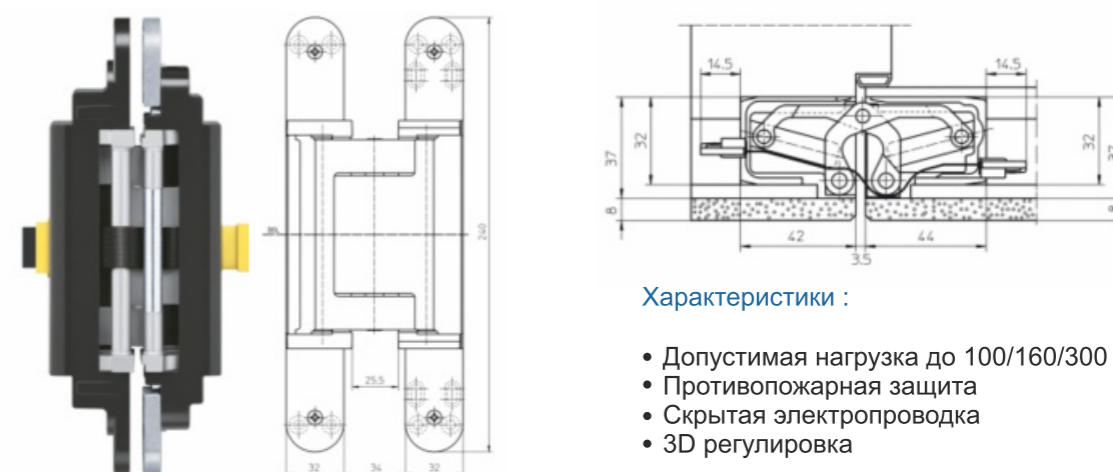 240
25.5
32 34 32
14.5 14.5
37 32 32 37
8 8
42 44
3.5
Характеристики :
• Допустимая нагрузка до 100/160/300
• Противопожарная защита
• Скрытая электропроводка
• 3D регулировка